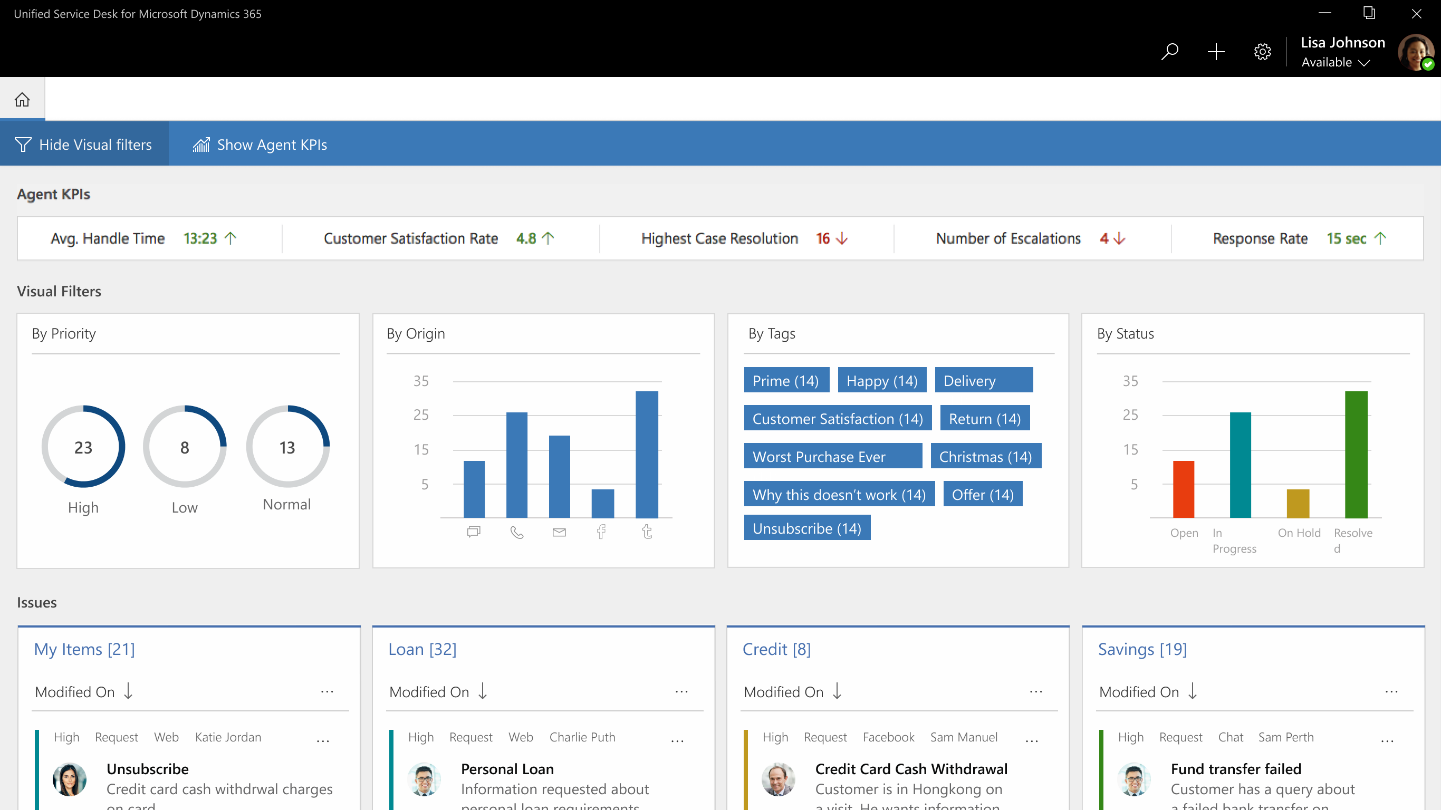 Unified Service Desk for Microsoft Dynamics 365
Lisa Johnson
Available
Hide Visual filters
Show Agent KPIs
Agent KPIs
Avg. Handle Time 13:23 ↑
Customer Satisfaction Rate 4.8 ↑
Highest Case Resolution 16 ↓
Number of Escalations 4 ↓
Response Rate 15 sec ↑
Visual Filters
By Priority
23
8
13
High
Low
Normal
By Origin
35
25
15
5
By Tags
Prime (14) Happy (14) Delivery
Customer Satisfaction (14) Return (14)
Worst Purchase Ever Christmas (14)
Why this doesn't work (14) Offer (14)
Unsubscribe (14)
By Status
35
25
15
5
Open
In
Progress
On Hold
Resolve
d
Issues
My Items [21]
Modified On ↓ ...
High Request Web Katie Jordan ...
Unsubscribe
Credit card cash withdrwal charges
on card
Loan [32]
Modified On ↓ ...
High Request Web Charlie Puth ...
Personal Loan
Information requested about
personal loan requirements
Credit [8]
Modified On ↓ ...
High Request Facebook Sam Manuel ...
Credit Card Cash Withdrawal
Customer is in Hongkong on
a visit. He wants information
Savings [19]
Modified On ↓ ...
High Request Chat Sam Perth ...
Fund transfer failed
Customer has a query about
a failed bank transfer on